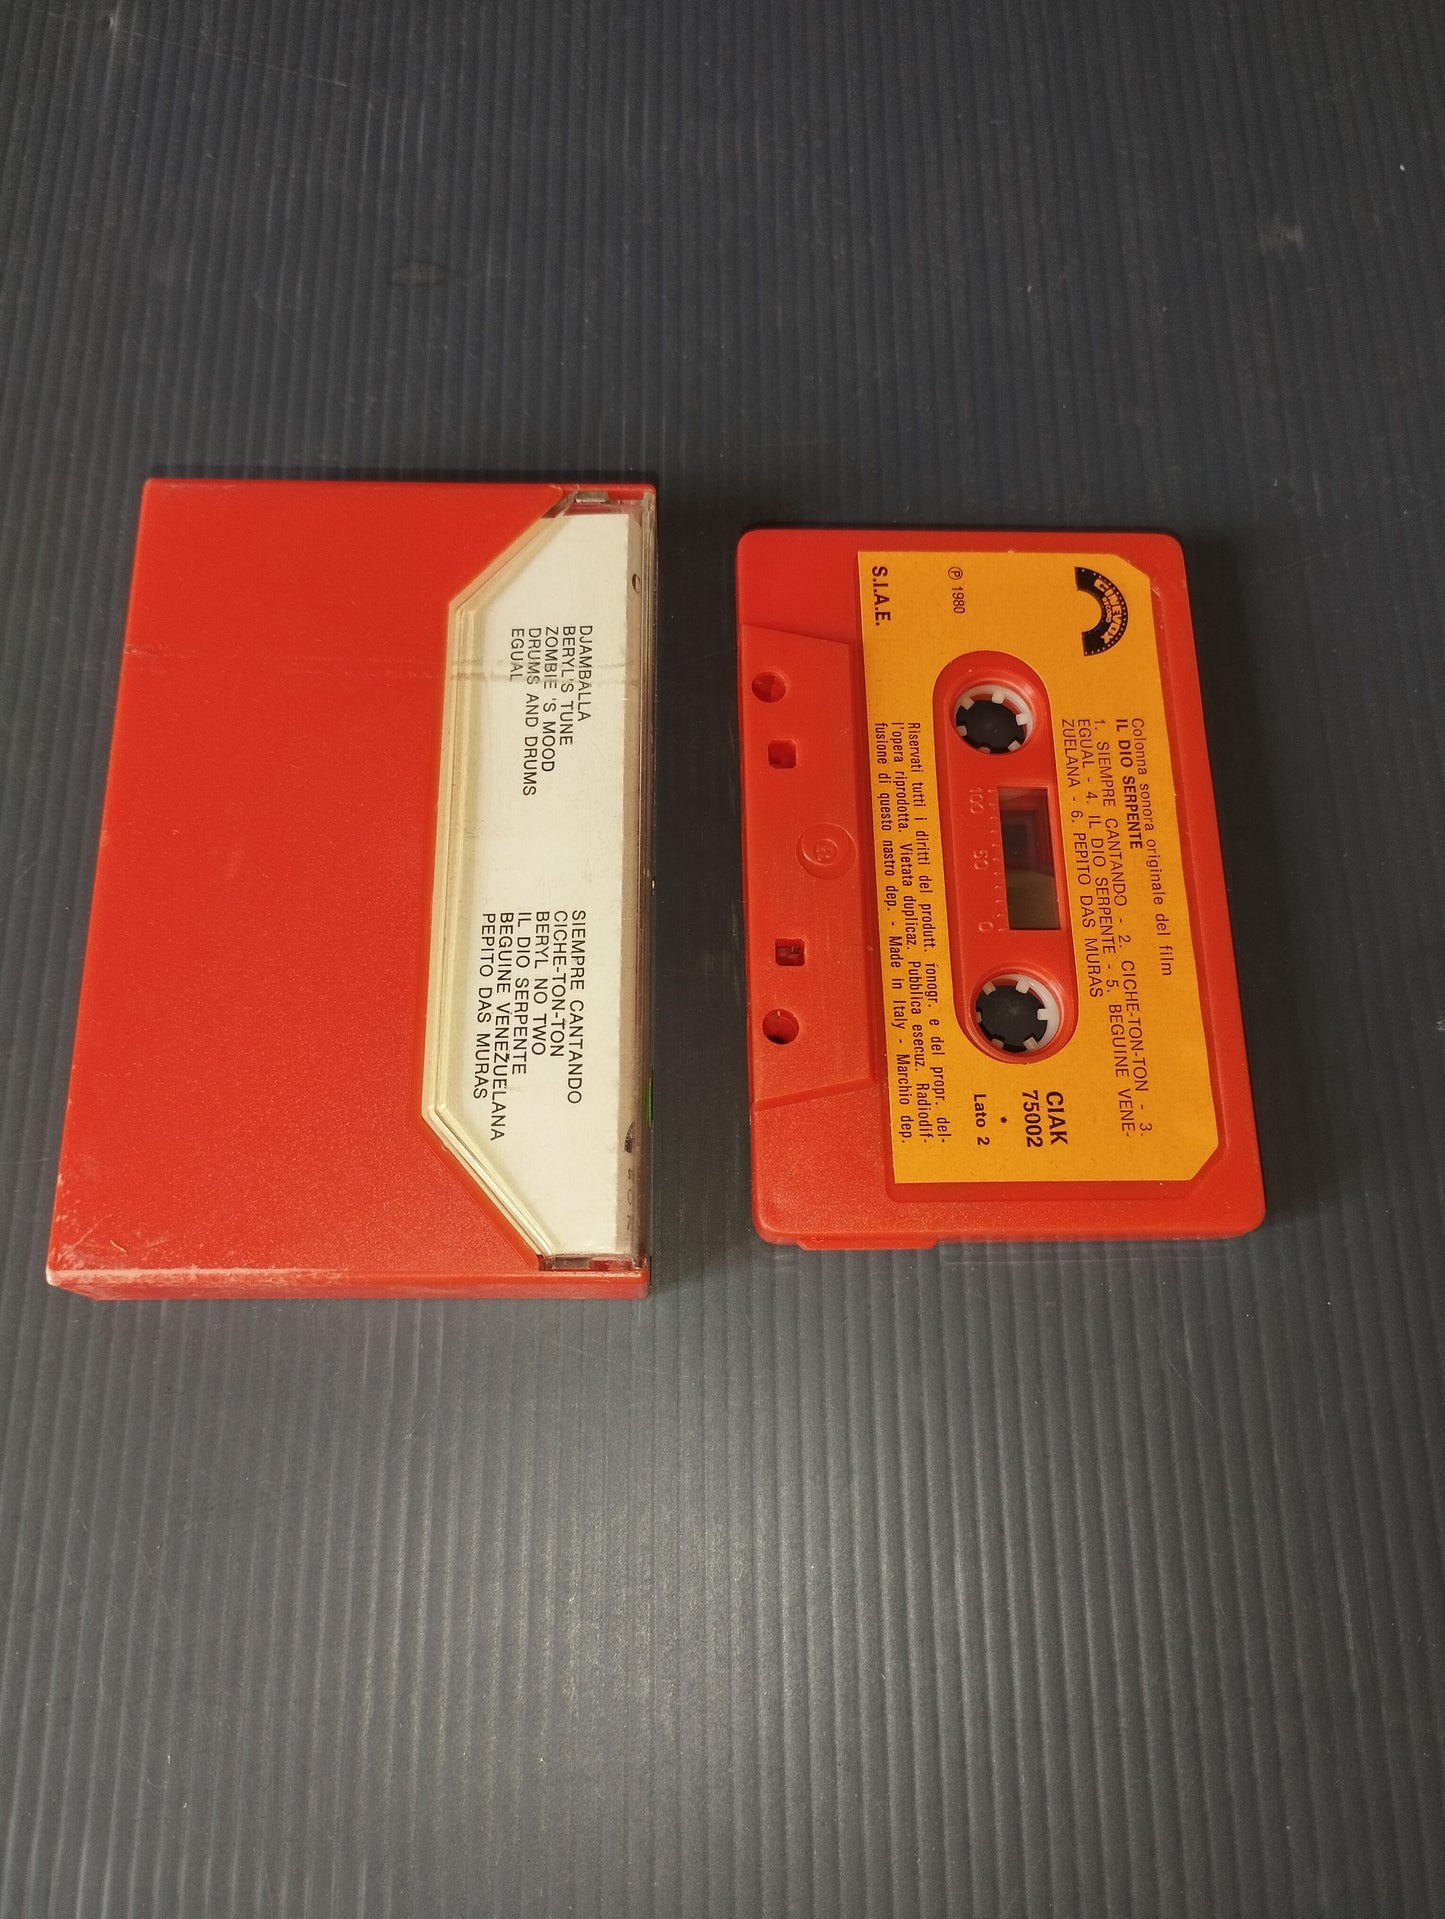 DJAMBALLA
BERYL'S TUNE
ZOMBIE 'S MOOD
DRUMS AND DRUMS
EGUAL
SIEMPRE CANTANDO
CICHE-TON-TON
BERYL NO TWO
IL DIO SERPENTE
BEGUINE VENEZUELANA
PEPITO DAS MURAS
CINEVOX
RECORD
Colonna sonora originale del film
IL DIO SERPENTE
1. SIEMPRE CANTANDO - 2. CICHE-TON-TON - 3.
EGUAL - 4. IL DIO SERPENTE - 5. BEGUINE VENE-
ZUELANA - 6. PEPITO DAS MURAS
CIAK
75002
*
Lato 2
℗ 1980
100 50 0
S.I.A.E.
Riservati tutti i diritti del produtt. fonogr. e del propr. del-
l'opera riprodotta. Vietata duplicaz. Pubblica esecuz. Radiodif-
fusione di questo nastro dep. - Made in Italy - Marchio dep.